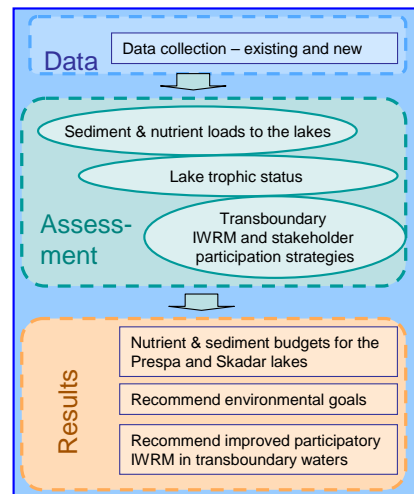 Data
Data collection – existing and new
Sediment & nutrient loads to the lakes
Lake trophic status
Transboundary
IWRM and stakeholder
participation strategies
Assess-
ment
Nutrient & sediment budgets for the
Prespa and Skadar lakes
Recommend environmental goals
Recommend improved participatory
IWRM in transboundary waters
Results